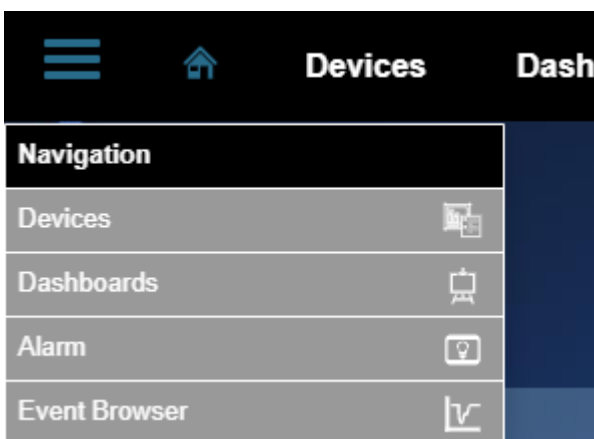 Devices Dash
Navigation
Devices
Dashboards
Alarm
Event Browser